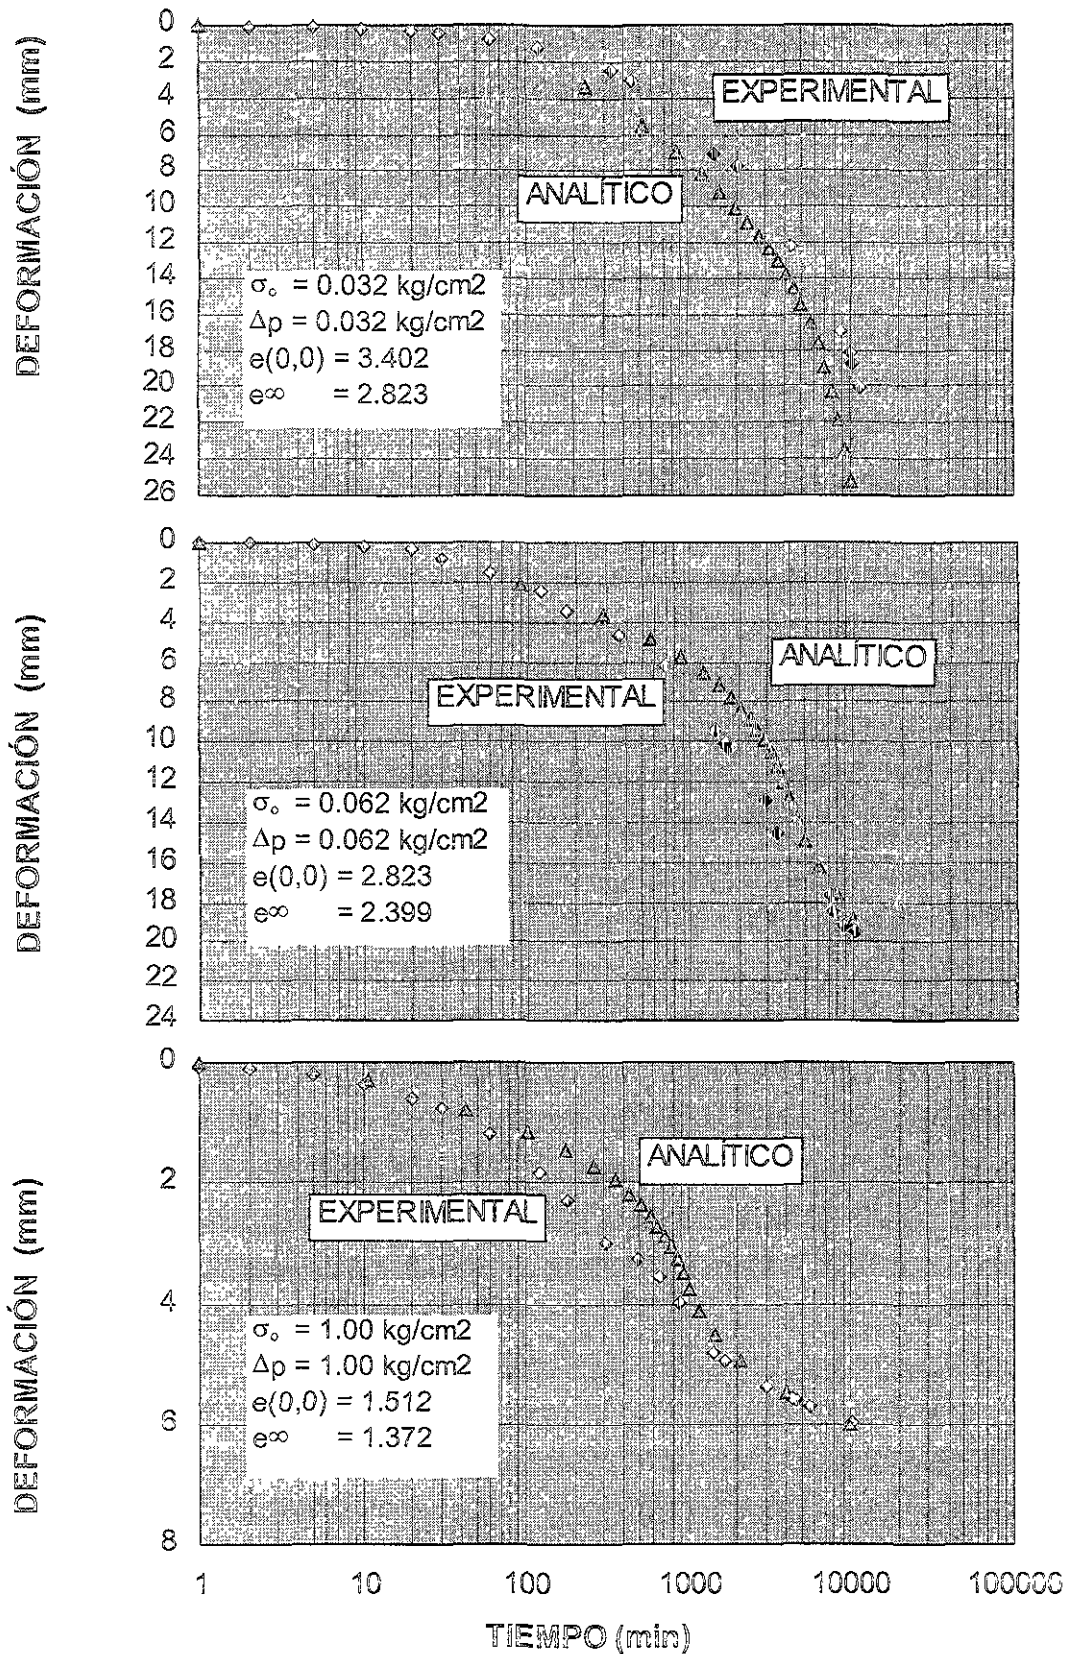 DEFORMACIÓN (mm)
0
2
4
6
8
10
12
14
16
18
20
22
24
26
EXPERIMENTAL
ANALÍTICO
σₒ = 0.032 kg/cm2
Δp = 0.032 kg/cm2
e(0,0) = 3.402
e∞ = 2.823
DEFORMACIÓN (mm)
0
2
4
6
8
10
12
14
16
18
20
22
24
ANALÍTICO
EXPERIMENTAL
σₒ = 0.062 kg/cm2
Δp = 0.062 kg/cm2
e(0,0) = 2.823
e∞ = 2.399
DEFORMACIÓN (mm)
0
2
4
6
8
ANALÍTICO
EXPERIMENTAL
σₒ = 1.00 kg/cm2
Δp = 1.00 kg/cm2
e(0,0) = 1.512
e∞ = 1.372
1 10 100 1000 10000 100000
TIEMPO (min)